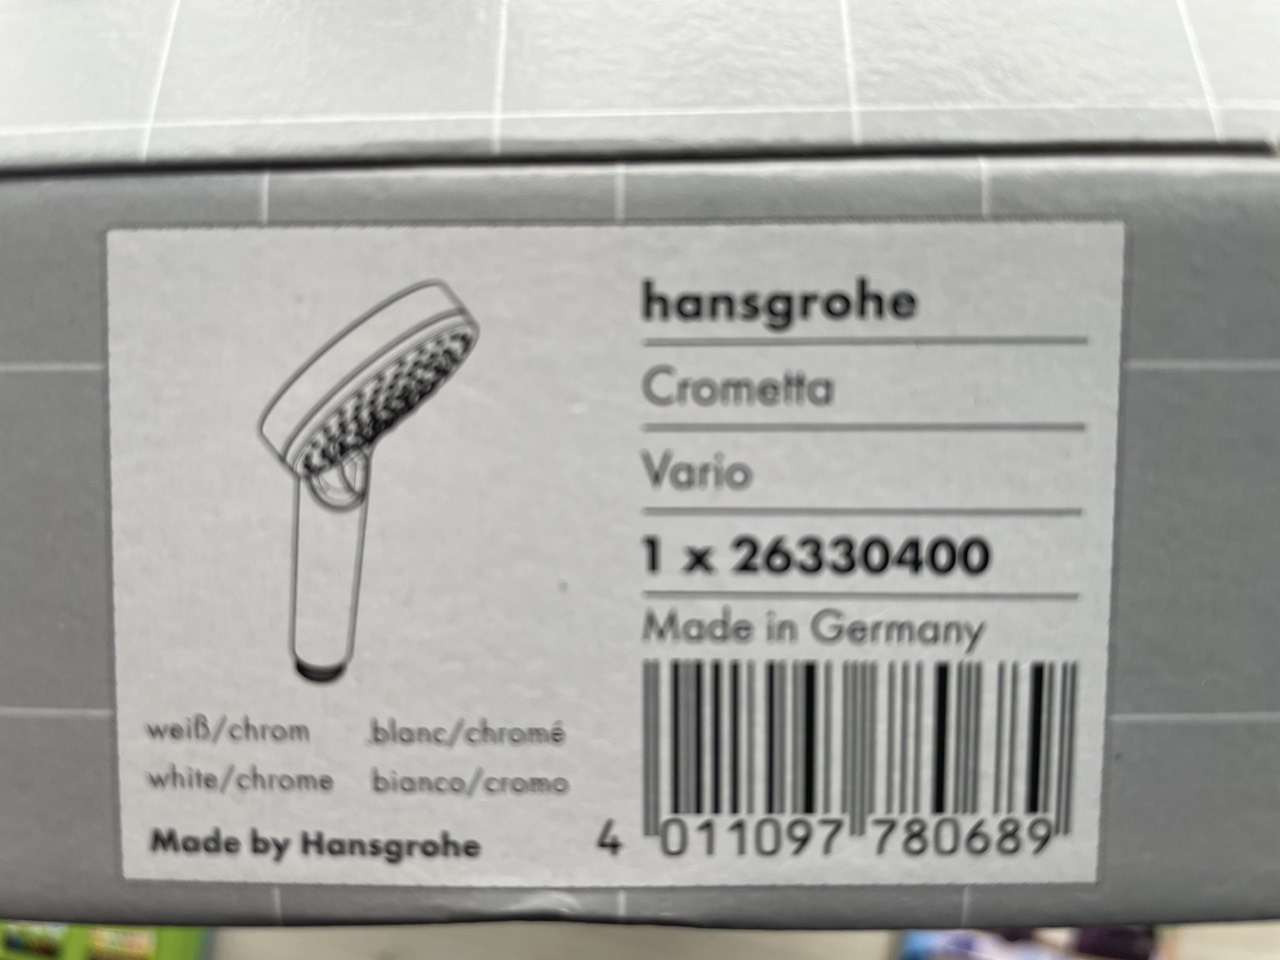 hansgrohe
Crometta
Vario
1 x 26330400
Made in Germany
weiß/chrom blanc/chromé
white/chrome bianco/cromo
Made by Hansgrohe
4 011097 780689